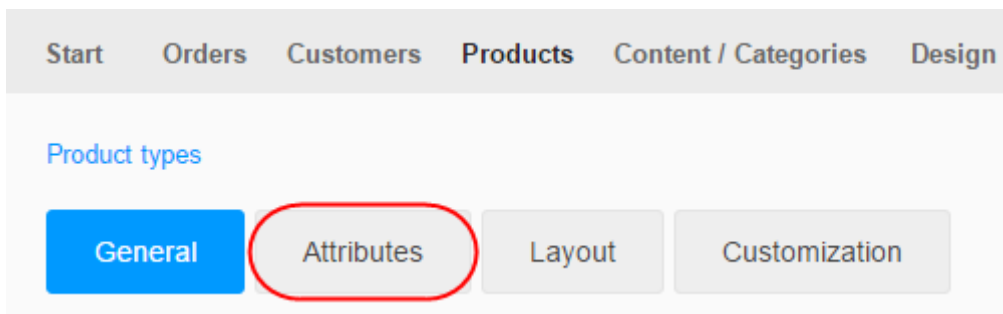 Start Orders Customers Products Content / Categories Design
Product types
General Attributes Layout Customization